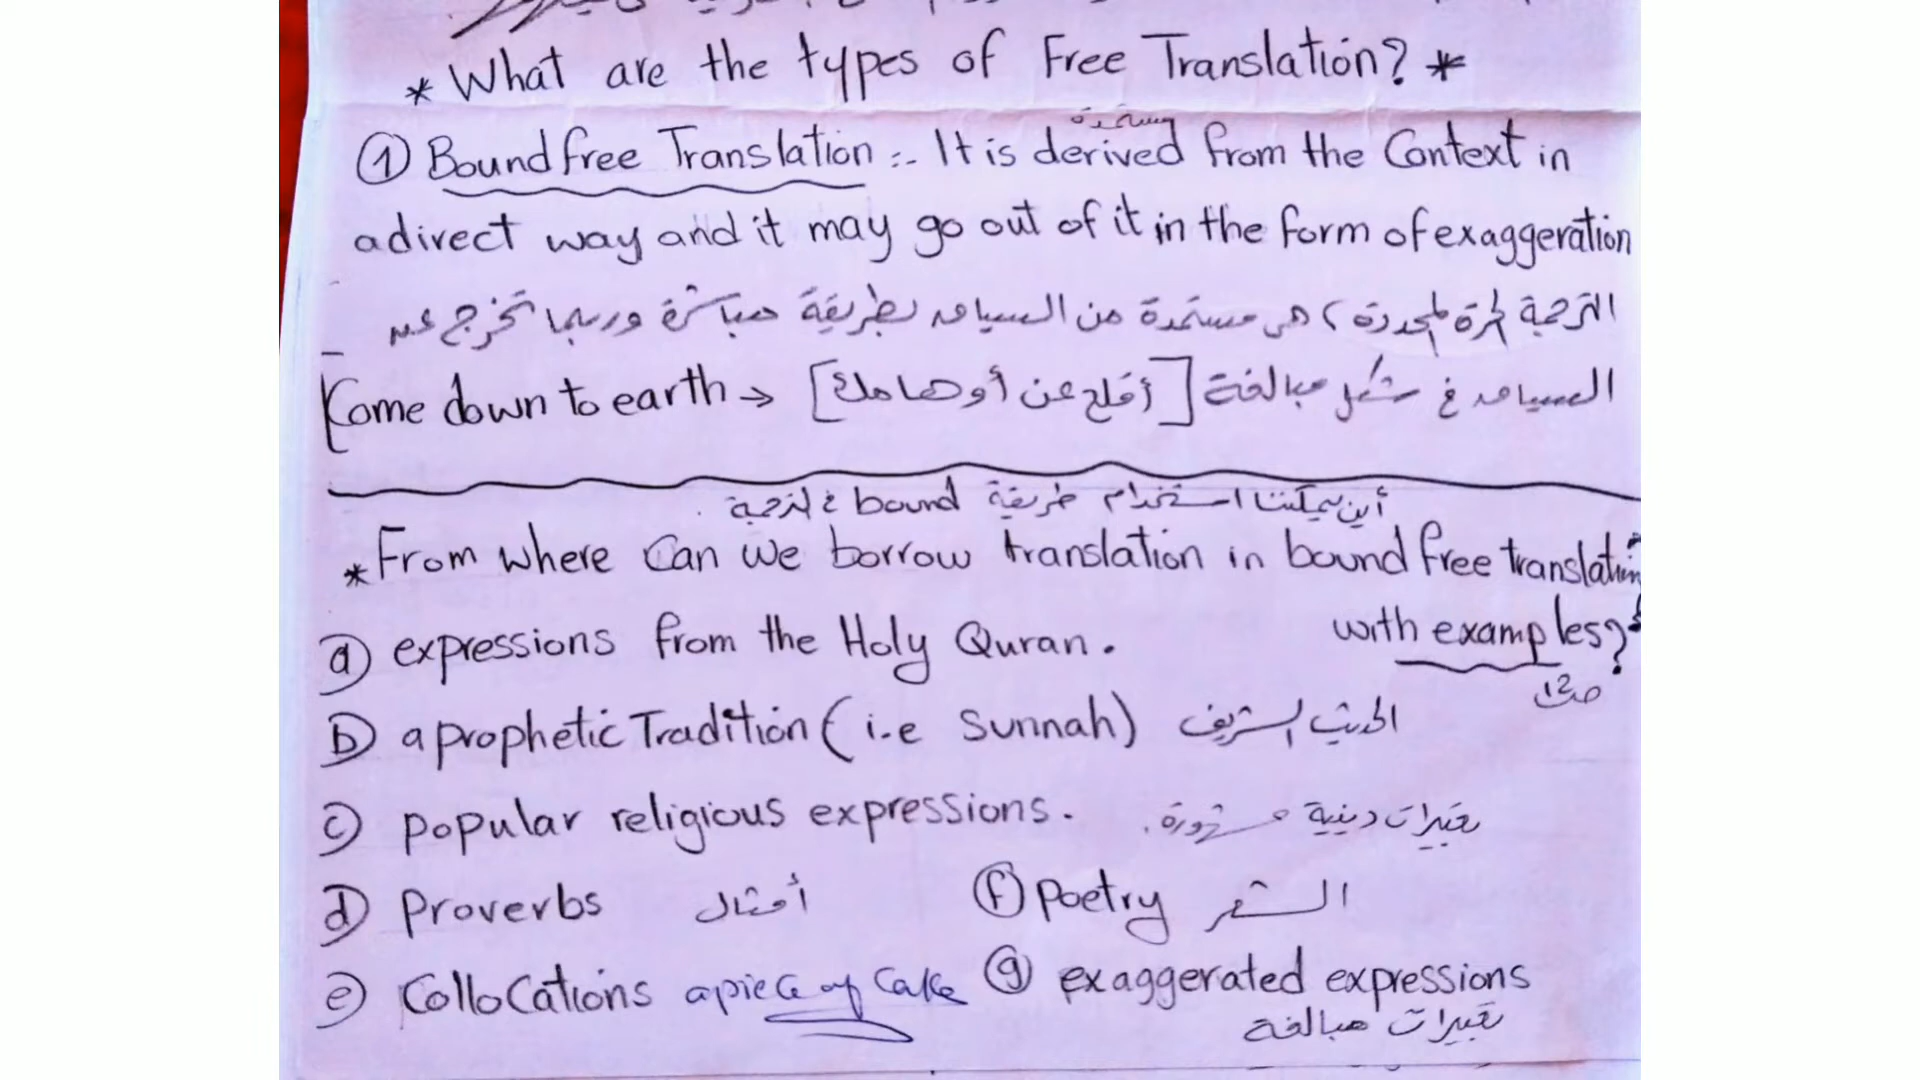 * What are the types of Free Translation? *
مستمدة
① Bound free Translation :- It is derived from the Context in
a direct way and it may go out of it in the form of exaggeration
الترجمة الحرة المحددة) هي مستمدة من السياق بطريقة مباشرة وربما تخرج عن
السياق في شكل مبالغة [أقلع عن أوهامك] ← Come down to earth]
أين يمكننا استخدام طريقة bound في الترجمة.
* From where Can we borrow translation in bound free translation
with examples?
ص12
ⓐ expressions from the Holy Quran.
ⓑ a prophetic Tradition (i.e Sunnah) الحديث الشريف
ⓒ popular religious expressions. تعبيرات دينية مشهورة.
ⓓ Proverbs أمثال
ⓔ Collocations a piece of cake
ⓕ Poetry الشعر
ⓖ exaggerated expressions
تعبيرات مبالغة